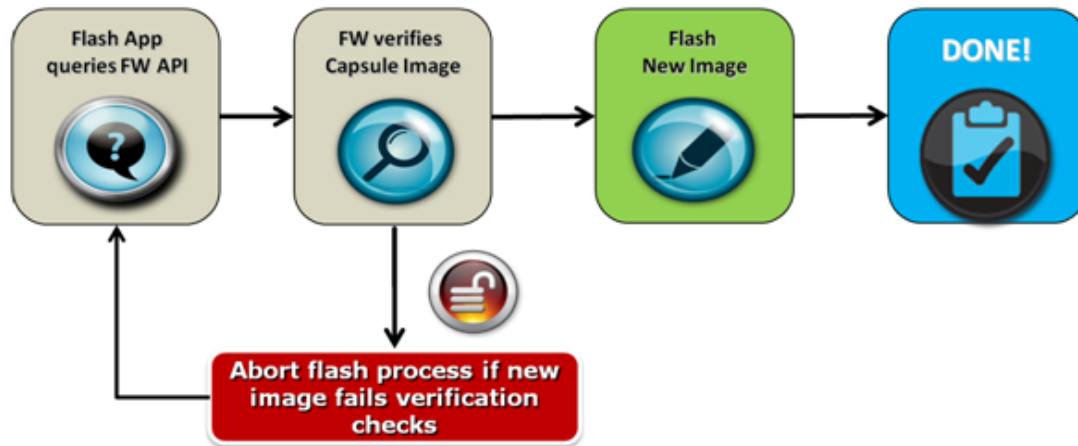 Flash App
queries FW API
?
FW verifies
Capsule Image
Flash
New Image
DONE!
Abort flash process if new
image fails verification
checks